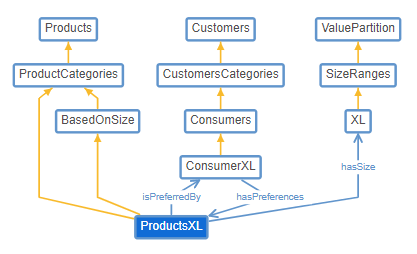 Products
Customers
ValuePartition
ProductCategories
CustomersCategories
SizeRanges
BasedOnSize
Consumers
XL
ConsumerXL
hasSize
isPreferredBy
hasPreferences
ProductsXL